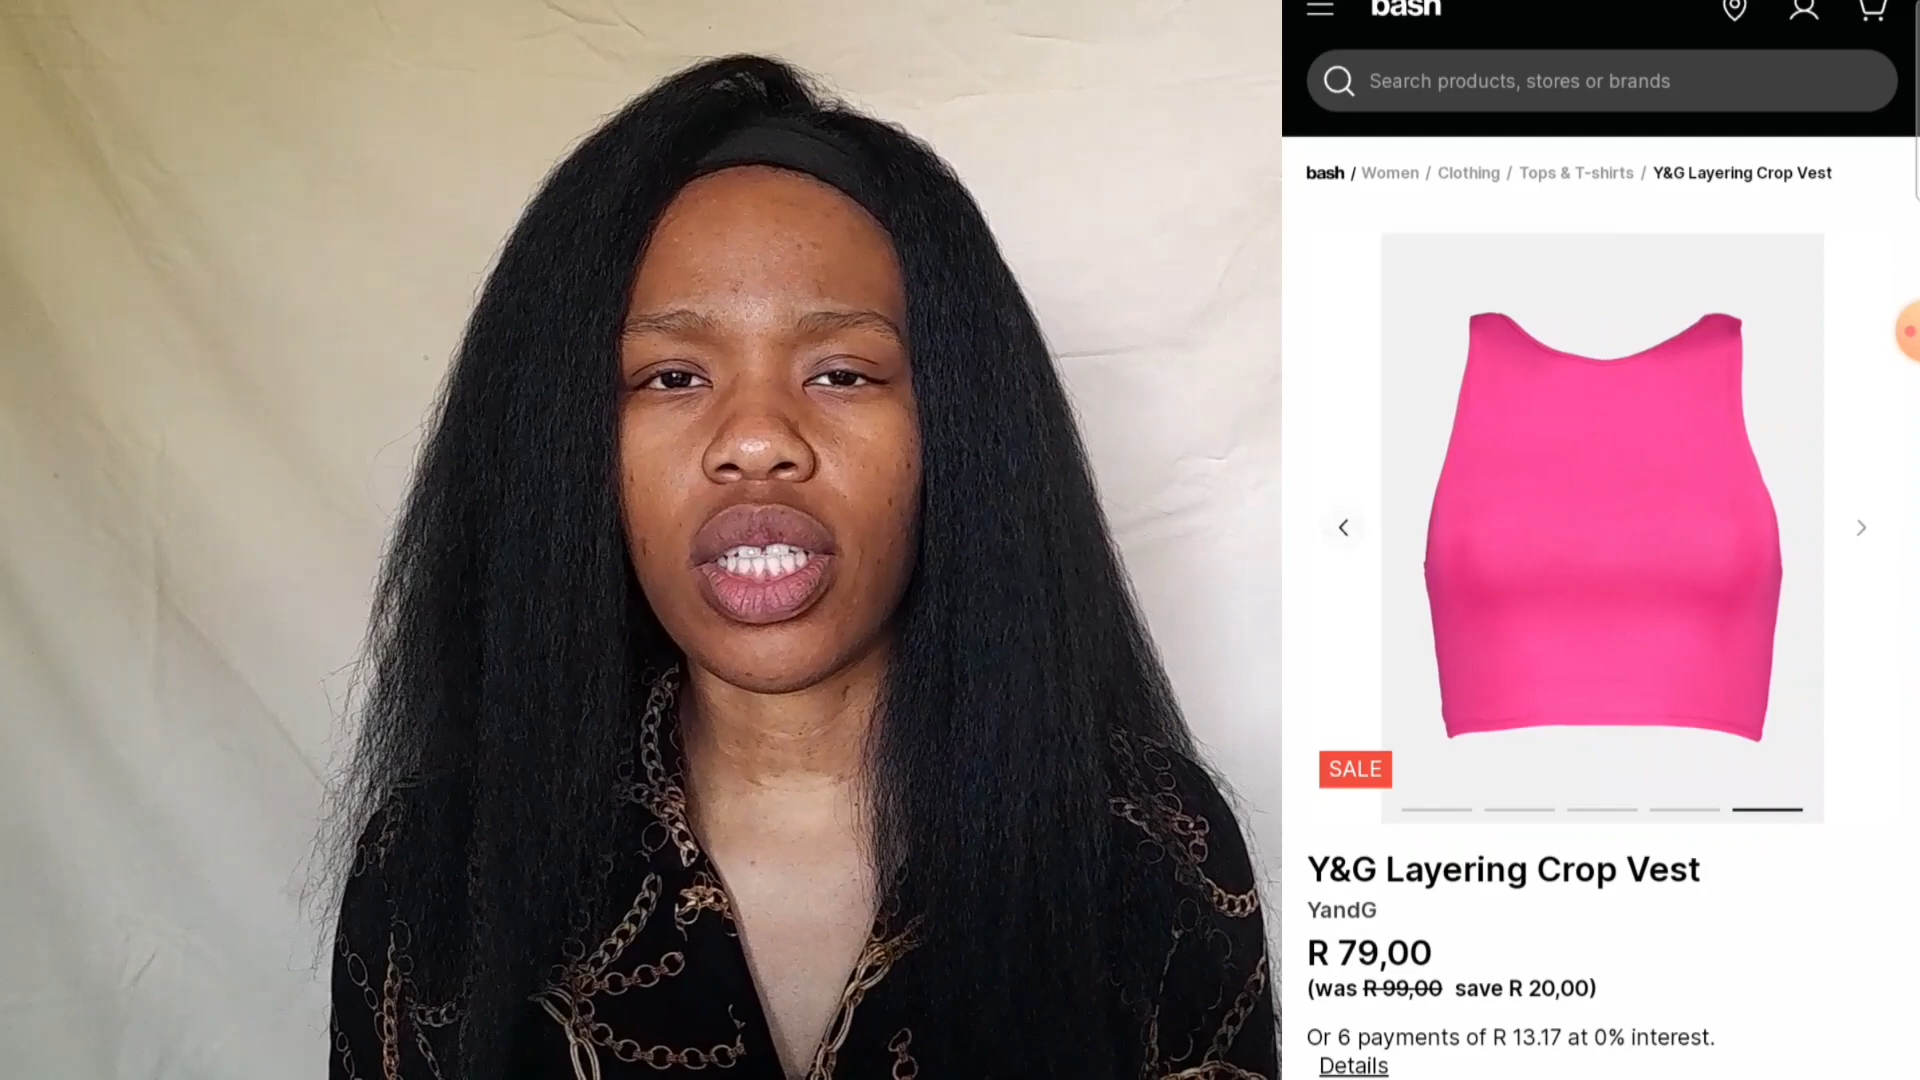 bash
Search products, stores or brands
bash / Women / Clothing / Tops & T-shirts / Y&G Layering Crop Vest
SALE
Y&G Layering Crop Vest
YandG
R 79,00
(was R 99,00 save R 20,00)
Or 6 payments of R 13.17 at 0% interest.
Details